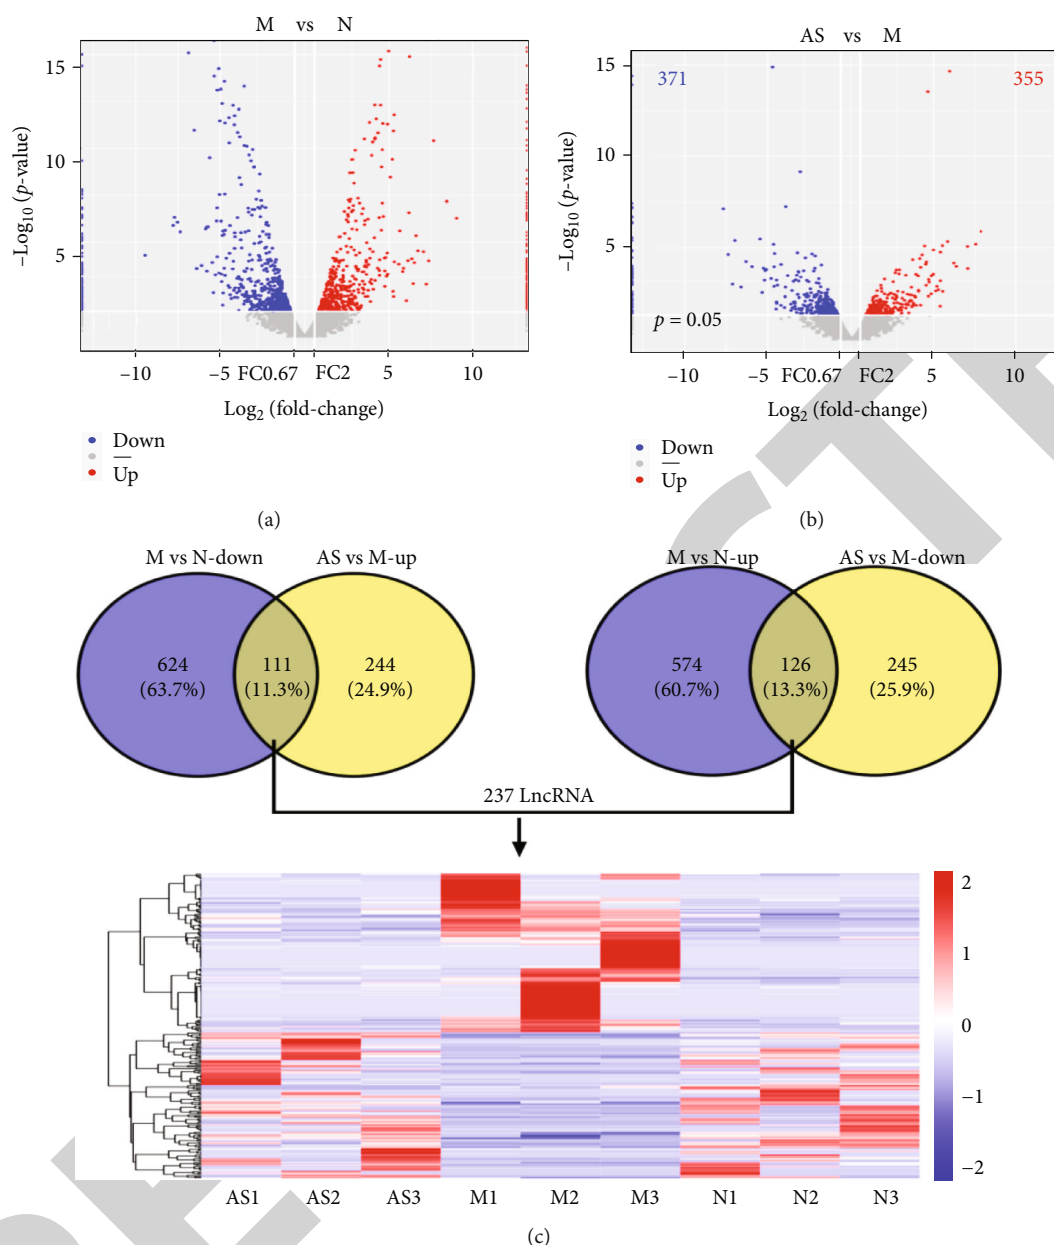 M vs N
AS vs M
15
10
5
−Log10 (p-value)
−10
−5
FC0.67
FC2
5
10
Log2 (fold-change)
Down
—
Up
(a)
371
355
15
10
5
−Log10 (p-value)
p = 0.05
−10
−5
FC0.67
FC2
5
10
Log2 (fold-change)
Down
—
Up
(b)
M vs N-down
AS vs M-up
624
(63.7%)
111
(11.3%)
244
(24.9%)
M vs N-up
AS vs M-down
574
(60.7%)
126
(13.3%)
245
(25.9%)
237 LncRNA
2
1
0
−1
−2
AS1
AS2
AS3
M1
M2
M3
N1
N2
N3
(c)